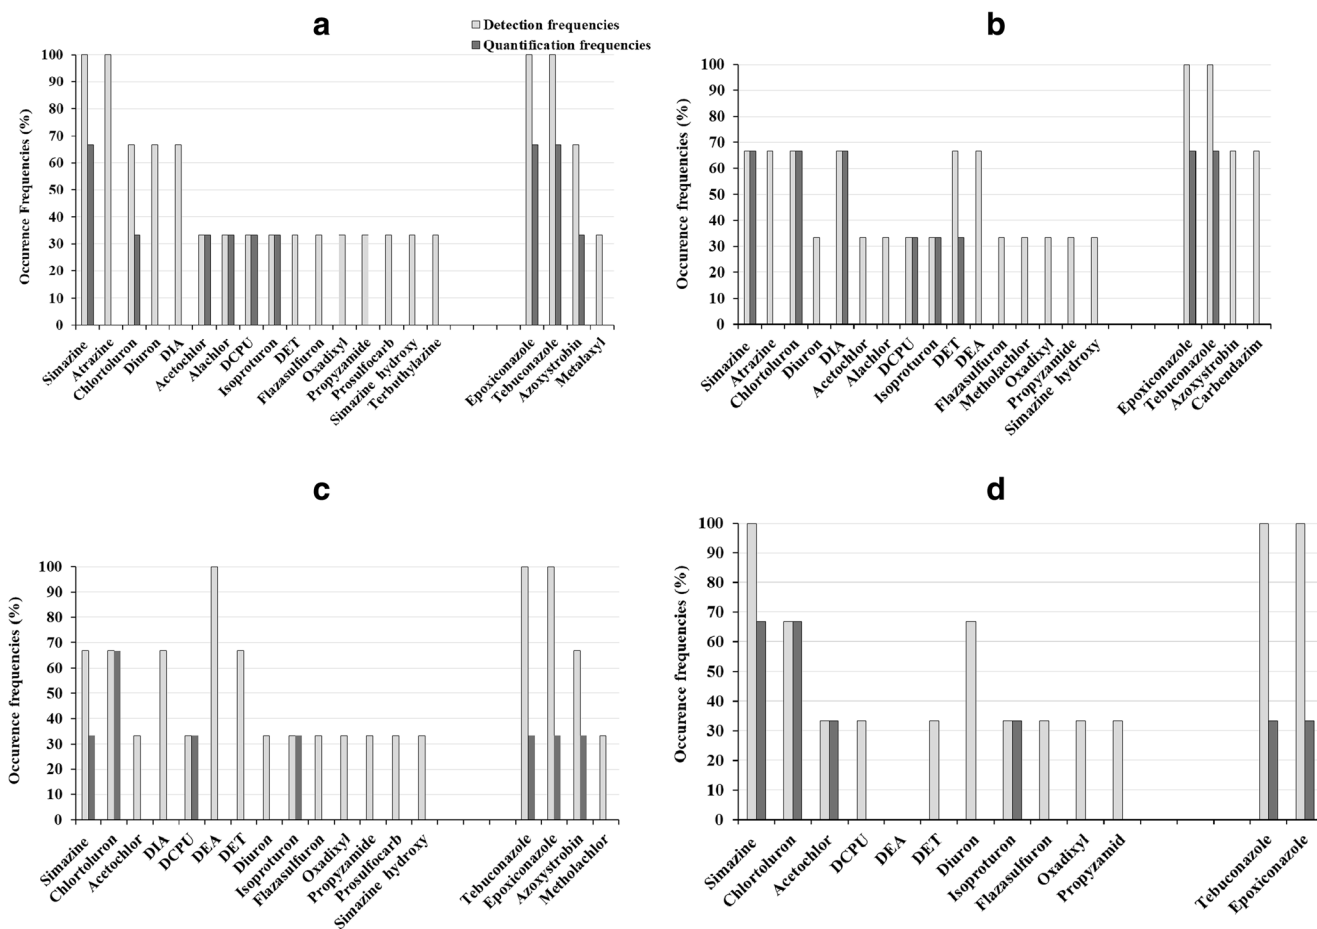 a
Detection frequencies
Quantification frequencies
Occurence Frequencies (%)
100
90
80
70
60
50
40
30
20
10
0
Simazine
Atrazine
Chlortoluron
Diuron
DIA
Acetochlor
Alachlor
DCPU
Isoproturon
DET
Flazasulfuron
Oxadixyl
Propyzamide
Prosulfocarb
Simazine hydroxy
Terbuthylazine
Epoxiconazole
Tebuconazole
Azoxystrobin
Metalaxyl
b
Occurence frequencies (%)
100
90
80
70
60
50
40
30
20
10
0
Simazine
Atrazine
Chlortoluron
Diuron
DIA
Acetochlor
Alachlor
DCPU
Isoproturon
DET
DEA
Flazasulfuron
Metholachlor
Oxadixyl
Propyzamide
Simazine hydroxy
Epoxiconazole
Tebuconazole
Azoxystrobin
Carbendazim
c
Occurence frequencies (%)
100
90
80
70
60
50
40
30
20
10
0
Simazine
Chlortoluron
Acetochlor
DIA
DCPU
DEA
DET
Diuron
Isoproturon
Flazasulfuron
Oxadixyl
Propyzamide
Prosulfocarb
Simazine hydroxy
Tebuconazole
Epoxiconazole
Azoxystrobin
Metholachlor
d
Occurence frequencies (%)
100
90
80
70
60
50
40
30
20
10
0
Simazine
Chlortoluron
Acetochlor
DCPU
DEA
DET
Diuron
Isoproturon
Flazasulfuron
Oxadixyl
Propyzamid
Tebuconazole
Epoxiconazole